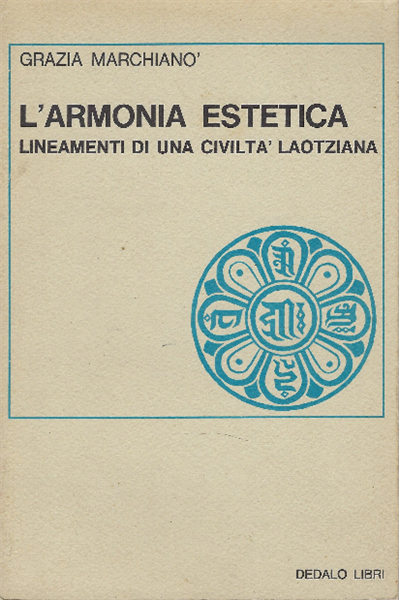 GRAZIA MARCHIANO'
L'ARMONIA ESTETICA
LINEAMENTI DI UNA CIVILTA' LAOTZIANA
DEDALO LIBRI